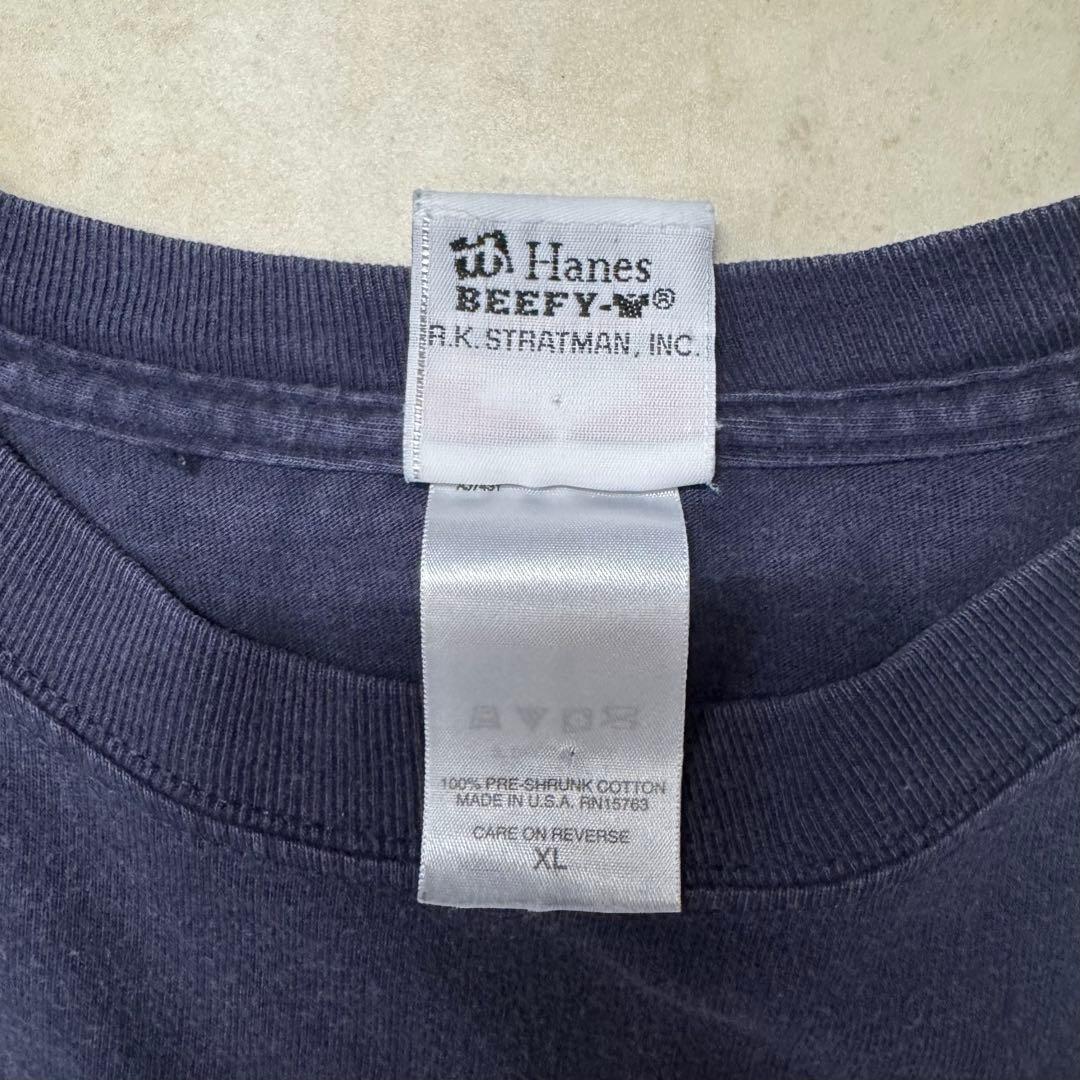 Hanes
BEEFY-T®
R.K. STRATMAN, INC.
100% PRE-SHRUNK COTTON
MADE IN U.S.A. RN15763
CARE ON REVERSE
XL